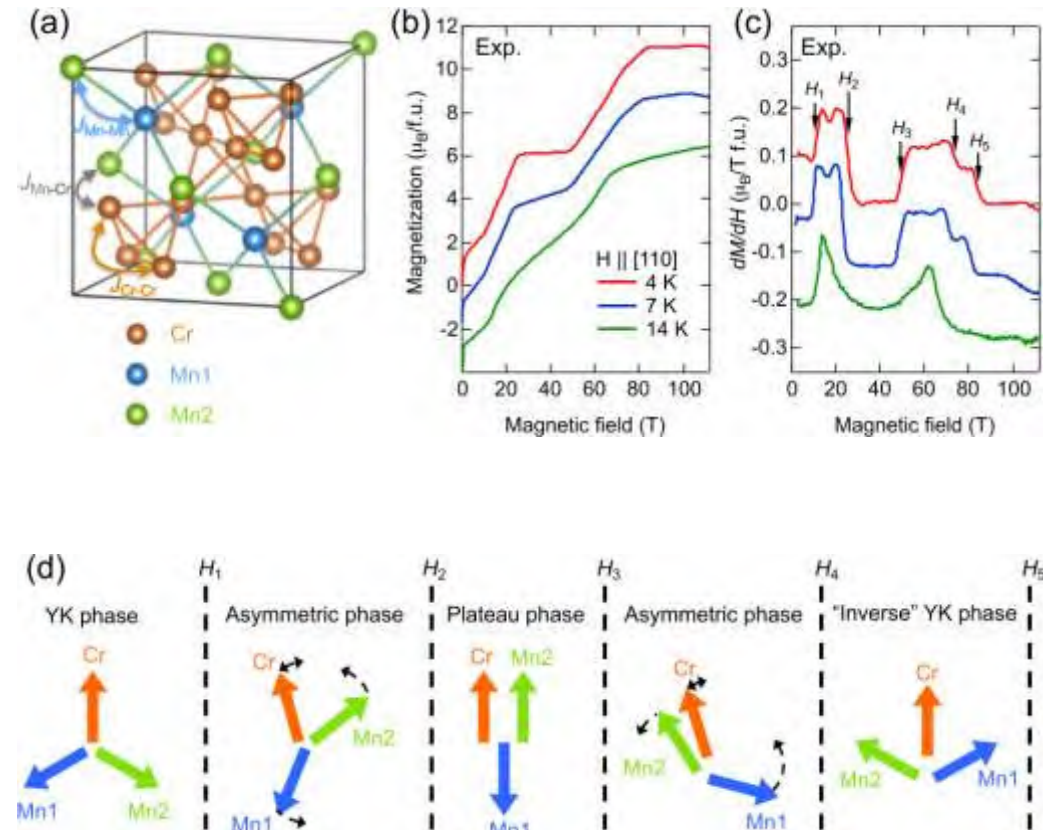 (a)
J_Mn-Mn
J_Mn-Cr
J_Cr-Cr
Cr
Mn1
Mn2
(b)
Exp.
Magnetization (μB/f.u.)
12
10
8
6
4
2
0
-2
H || [110]
4 K
7 K
14 K
0 20 40 60 80 100
Magnetic field (T)
(c)
Exp.
dM/dH (μB/T f.u.)
0.3
0.2
0.1
0.0
-0.1
-0.2
-0.3
H1
H2
H3
H4
H5
0 20 40 60 80 100
Magnetic field (T)
(d)
H1 H2 H3 H4 H5
YK phase
Cr
Mn1
Mn2
Asymmetric phase
Cr
Mn2
Mn1
Plateau phase
Cr Mn2
Mn1
Asymmetric phase
Cr
Mn2
Mn1
"Inverse" YK phase
Cr
Mn2
Mn1